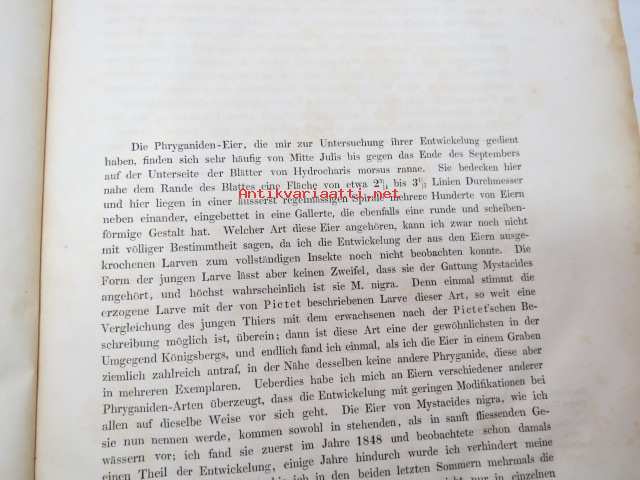 Die Phryganiden-Eier, die mir zur Untersuchung ihrer Entwickelung gedient
haben, finden sich sehr häufig von Mitte Julis bis gegen das Ende des Septembers
auf der Unterseite der Blätter von Hydrocharis morsus ranae. Sie bedecken hier
nahe dem Rande des Blattes eine Fläche von etwa bis Linien Durchmesser
Antikvariaatti.net
und hier liegen in einer äusserst regelmässigen Spirale mehrere Hunderte von Eiern
neben einander, eingebettet in eine Gallerte, die ebenfalls eine runde und scheiben-
förmige Gestalt hat. Welcher Art diese Eier angehören, kann ich zwar noch nicht
mit völliger Bestimmtheit sagen, da ich die Entwickelung der aus den Eiern ausge-
krochenen Larven zum vollständigen Insekte noch nicht beobachten konnte. Die
Form der jungen Larve lässt aber keinen Zweifel, dass sie der Gattung Mystacides
angehört, und höchst wahrscheinlich ist sie M. nigra. Denn einmal stimmt die
erzogene Larve mit der von Pictet beschriebenen Larve dieser Art, so weit eine
Vergleichung des jungen Thiers mit dem erwachsenen nach der Pictet'schen Be-
schreibung möglich ist, überein; dann ist diese Art eine der gewöhnlichsten in der
Umgegend Königsbergs, und endlich fand ich einmal, als ich die Eier in einem Graben
ziemlich zahlreich antraf, in der Nähe desselben keine andere Phryganide, diese aber
in mehreren Exemplaren. Ueberdies habe ich mich an Eiern verschiedener anderer
Phryganiden-Arten überzeugt, dass die Entwickelung mit geringen Modifikationen bei
allen auf dieselbe Weise vor sich geht. Die Eier von Mystacides nigra, wie ich
sie nun nennen werde, kommen sowohl in stehenden, als in sanft fliessenden Ge-
wässern vor; ich fand sie zuerst im Jahre 1848 und beobachtete schon damals
einen Theil der Entwickelung, einige Jahre hindurch wurde ich verhindert meine
ich in den beiden letzten Sommern mehrmals die
nicht nur in einzelnen